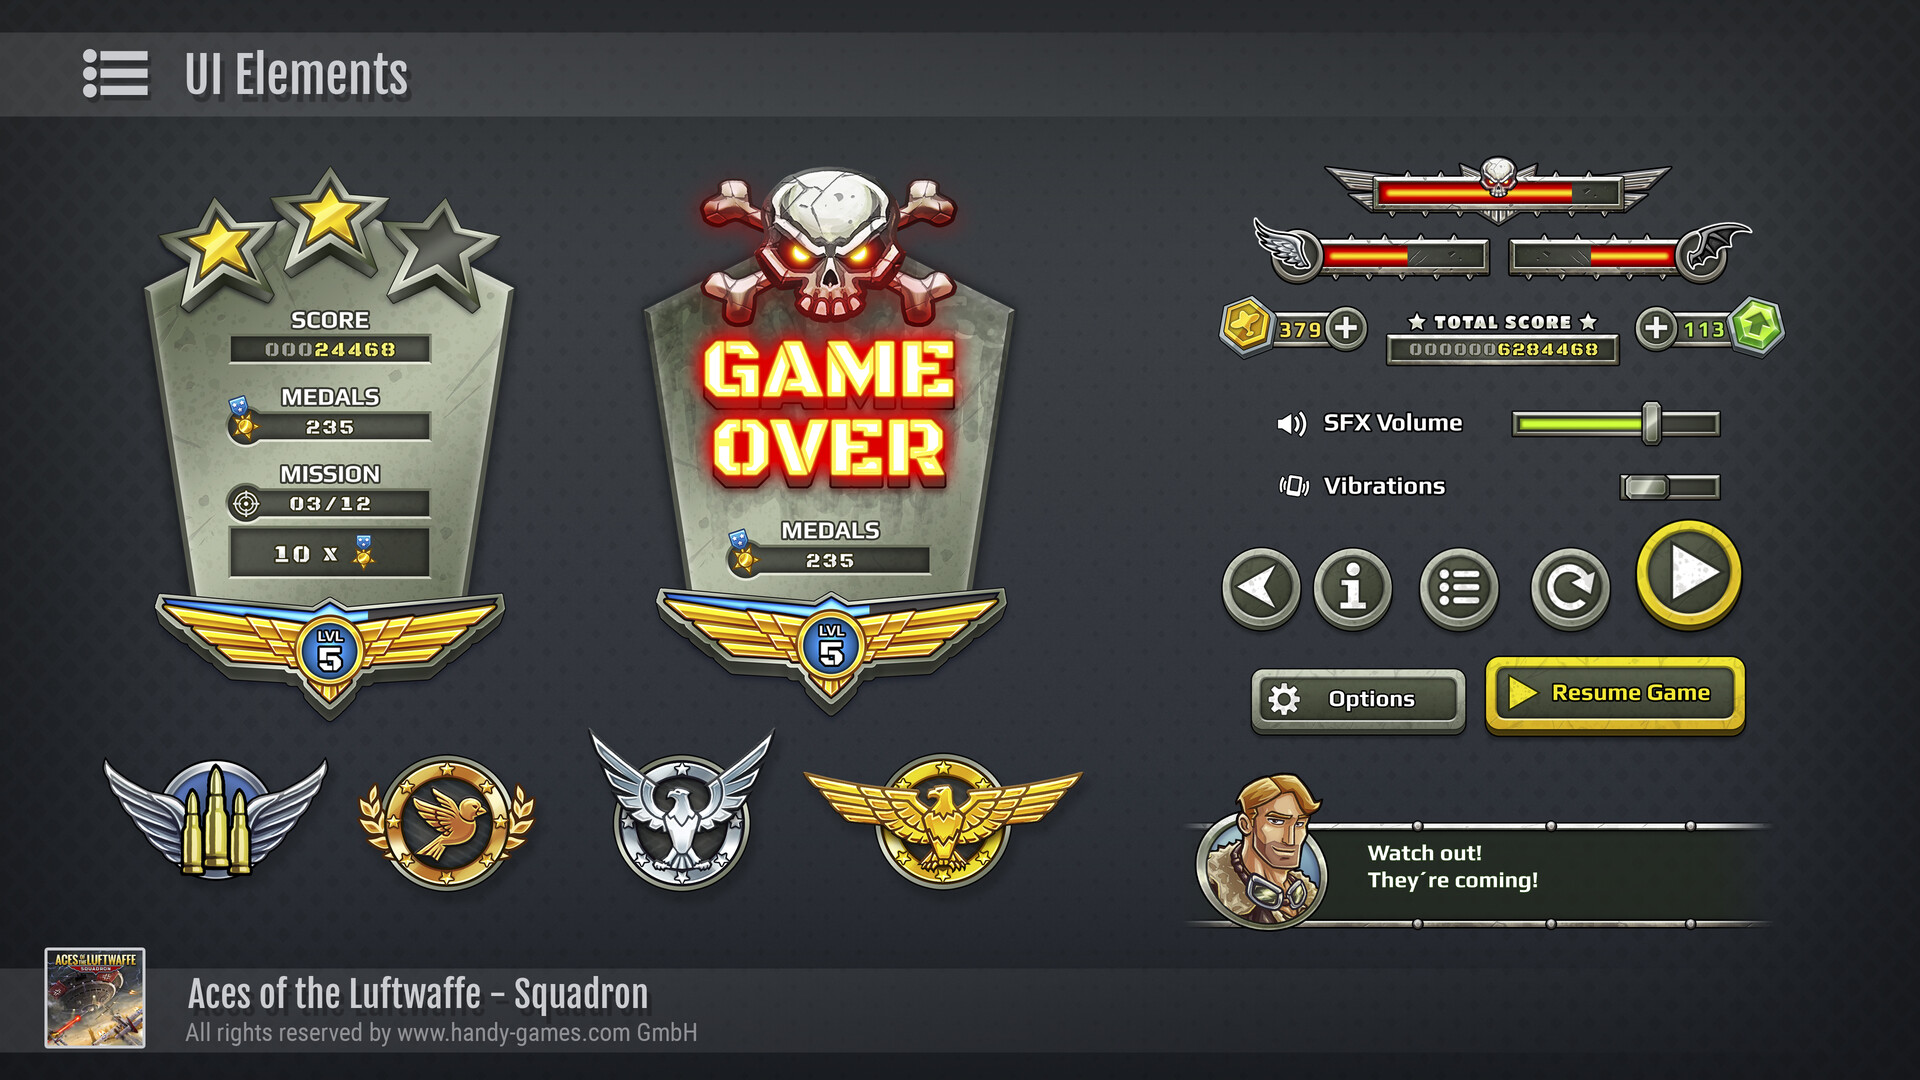 UI Elements
SCORE
00024468
MEDALS
235
MISSION
03/12
10 x
LVL
5
GAME
OVER
MEDALS
235
LVL
5
379
★ TOTAL SCORE ★
0000006284468
113
SFX Volume
Vibrations
Options
Resume Game
Watch out!
They´re coming!
ACES OF THE LUFTWAFFE
SQUADRON
Aces of the Luftwaffe - Squadron
All rights reserved by www.handy-games.com GmbH